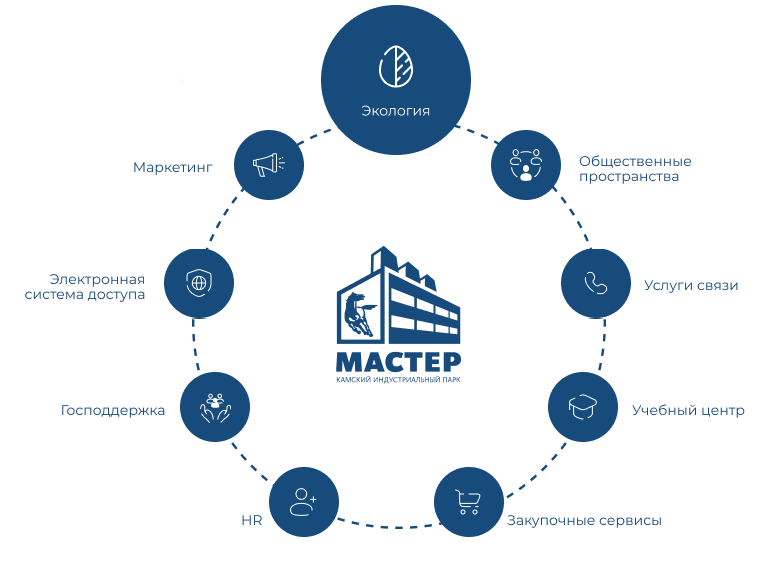 Экология
Маркетинг
Общественные
пространства
Электронная
система доступа
Услуги связи
МАСТЕР
КАМСКИЙ ИНДУСТРИАЛЬНЫЙ ПАРК
Господдержка
Учебный центр
HR
Закупочные сервисы